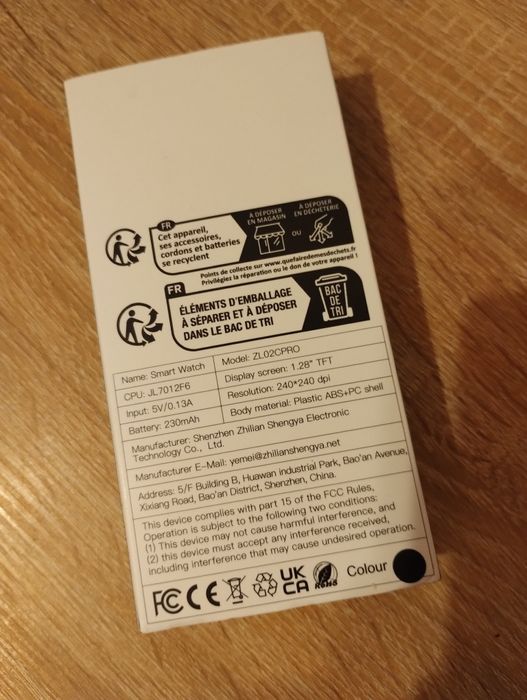 FR
Cet appareil,
ses accessoires,
cordons et batteries
se recyclent
À DÉPOSER
EN MAGASIN
OU
À DÉPOSER
EN DÉCHÈTERIE
Points de collecte sur www.quefairedemesdechets.fr
Privilégiez la réparation ou le don de votre appareil !
FR
ÉLÉMENTS D'EMBALLAGE
À SÉPARER ET À DÉPOSER
DANS LE BAC DE TRI
BAC
DE
TRI
Name: Smart Watch
Model: ZL02CPRO
CPU: JL7012F6
Display screen: 1.28" TFT
Input: 5V/0.13A
Resolution: 240*240 dpi
Battery: 230mAh
Body material: Plastic ABS+PC shell
Manufacturer: Shenzhen Zhilian Shengya Electronic
Technology Co., Ltd.
Manufacturer E-Mail: yemei@zhilianshengya.net
Address: 5/F Building B, Huawan industrial Park, Bao'an Avenue,
Xixiang Road, Bao'an District, Shenzhen, China.
This device complies with part 15 of the FCC Rules,
Operation is subject to the following two conditions:
(1) This device may not cause harmful interference, and
(2) this device must accept any interference received,
including interference that may cause undesired operation.
FC CE UK
CA RoHS Colour